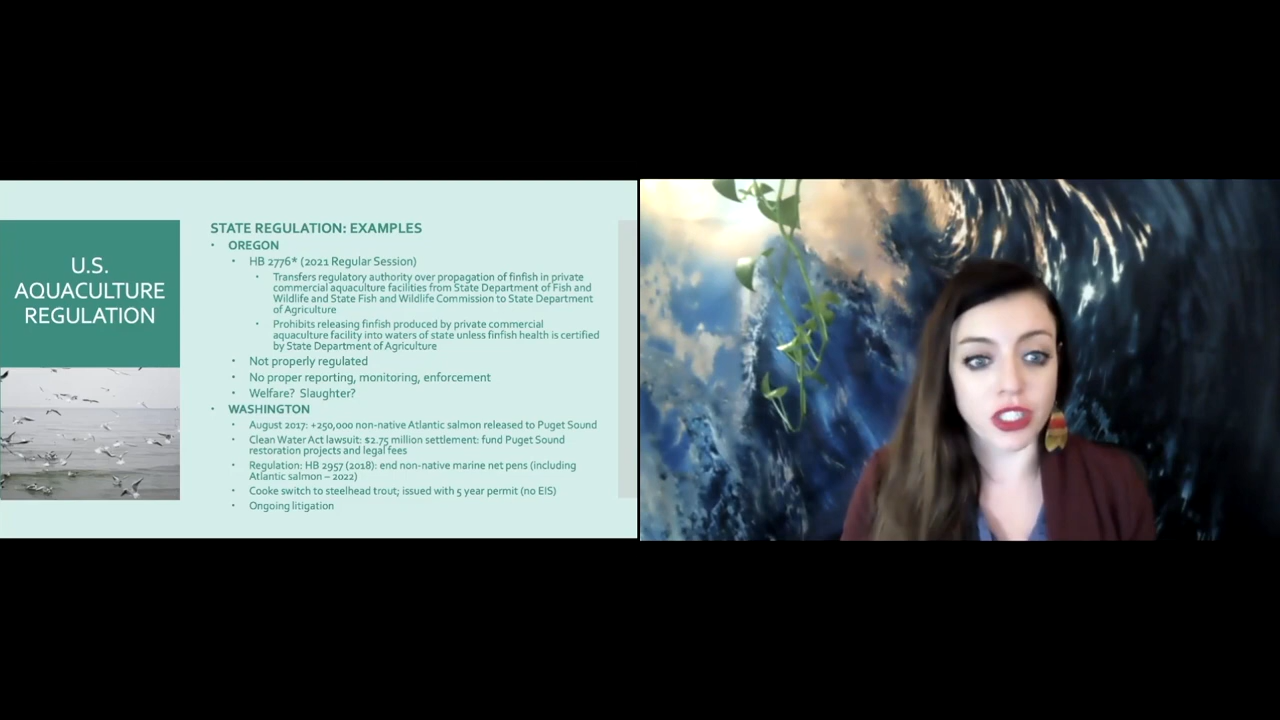 U.S.
AQUACULTURE
REGULATION
STATE REGULATION: EXAMPLES
• OREGON
• HB 2776* (2021 Regular Session)
• Transfers regulatory authority over propagation of finfish in private
commercial aquaculture facilities from State Department of Fish and
Wildlife and State Fish and Wildlife Commission to State Department
of Agriculture
• Prohibits releasing finfish produced by private commercial
aquaculture facility into waters of state unless finfish health is certified
by State Department of Agriculture
• Not properly regulated
• No proper reporting, monitoring, enforcement
• Welfare? Slaughter?
• WASHINGTON
• August 2017: +250,000 non-native Atlantic salmon released to Puget Sound
• Clean Water Act lawsuit: $2.75 million settlement: fund Puget Sound
restoration projects and legal fees
• Regulation: HB 2957 (2018): end non-native marine net pens (including
Atlantic salmon – 2022)
• Cooke switch to steelhead trout; issued with 5 year permit (no EIS)
• Ongoing litigation